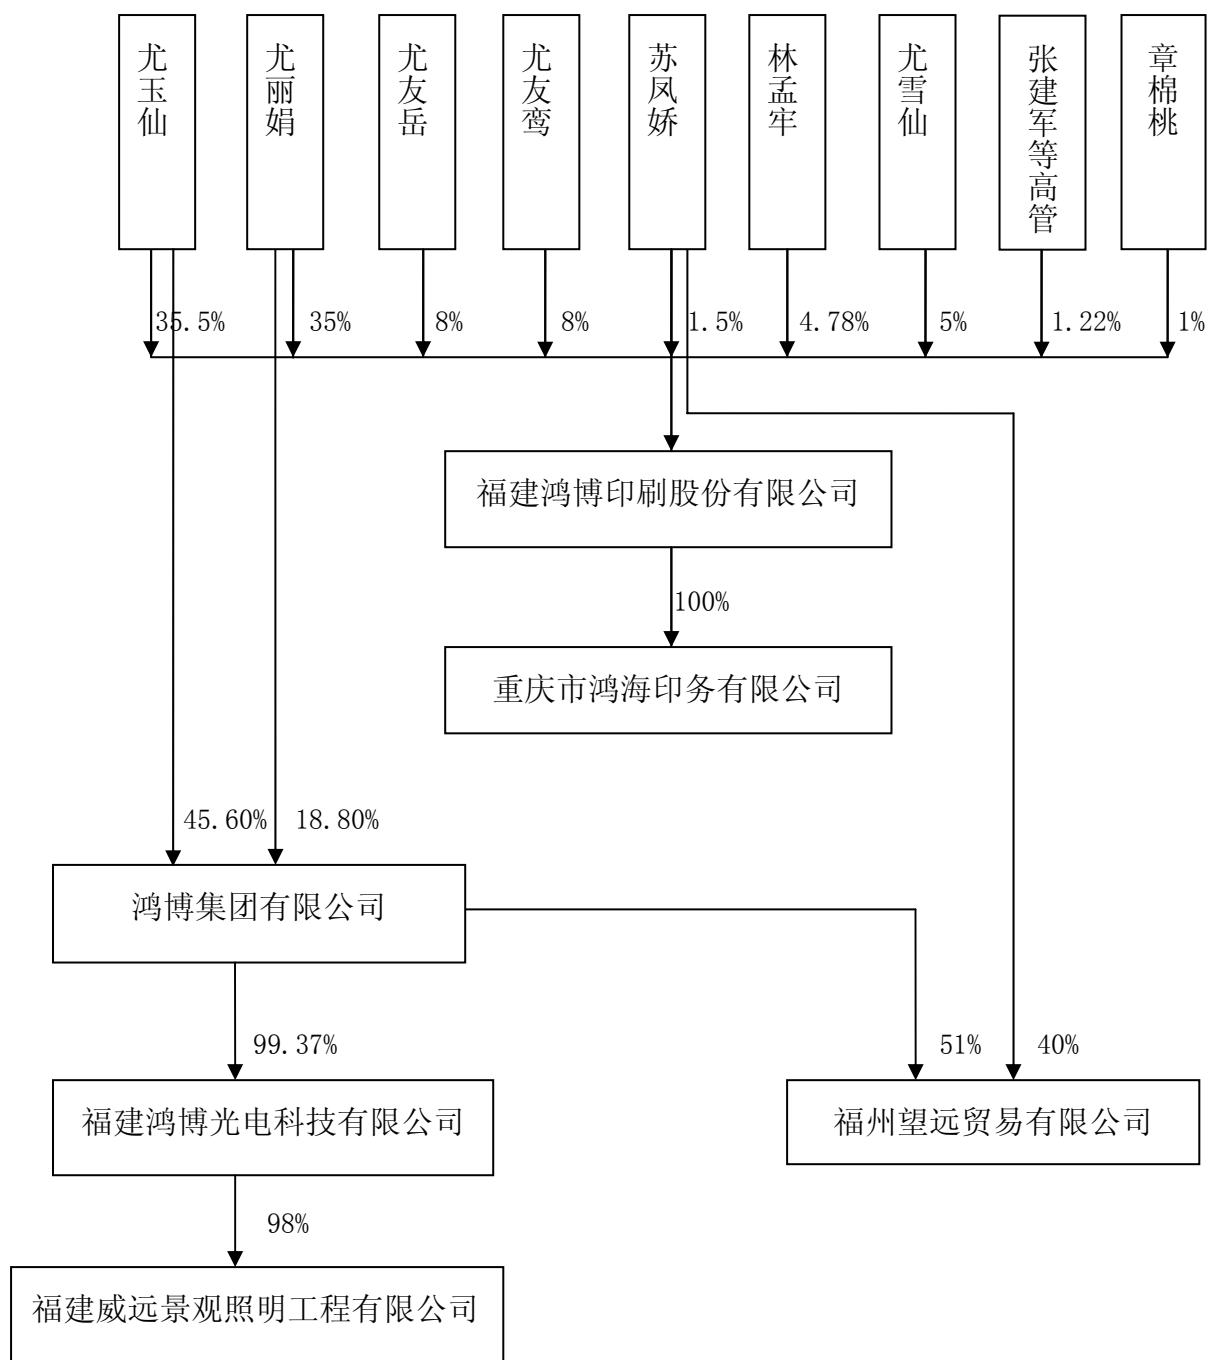 尤玉仙
尤丽娟
尤友岳
尤友鸾
苏凤娇
林孟牢
尤雪仙
张建军等高管
章棉桃
35.5%
35%
8%
8%
1.5%
4.78%
5%
1.22%
1%
福建鸿博印刷股份有限公司
100%
重庆市鸿海印务有限公司
45.60%
18.80%
鸿博集团有限公司
99.37%
51%
40%
福建鸿博光电科技有限公司
福州望远贸易有限公司
98%
福建威远景观照明工程有限公司